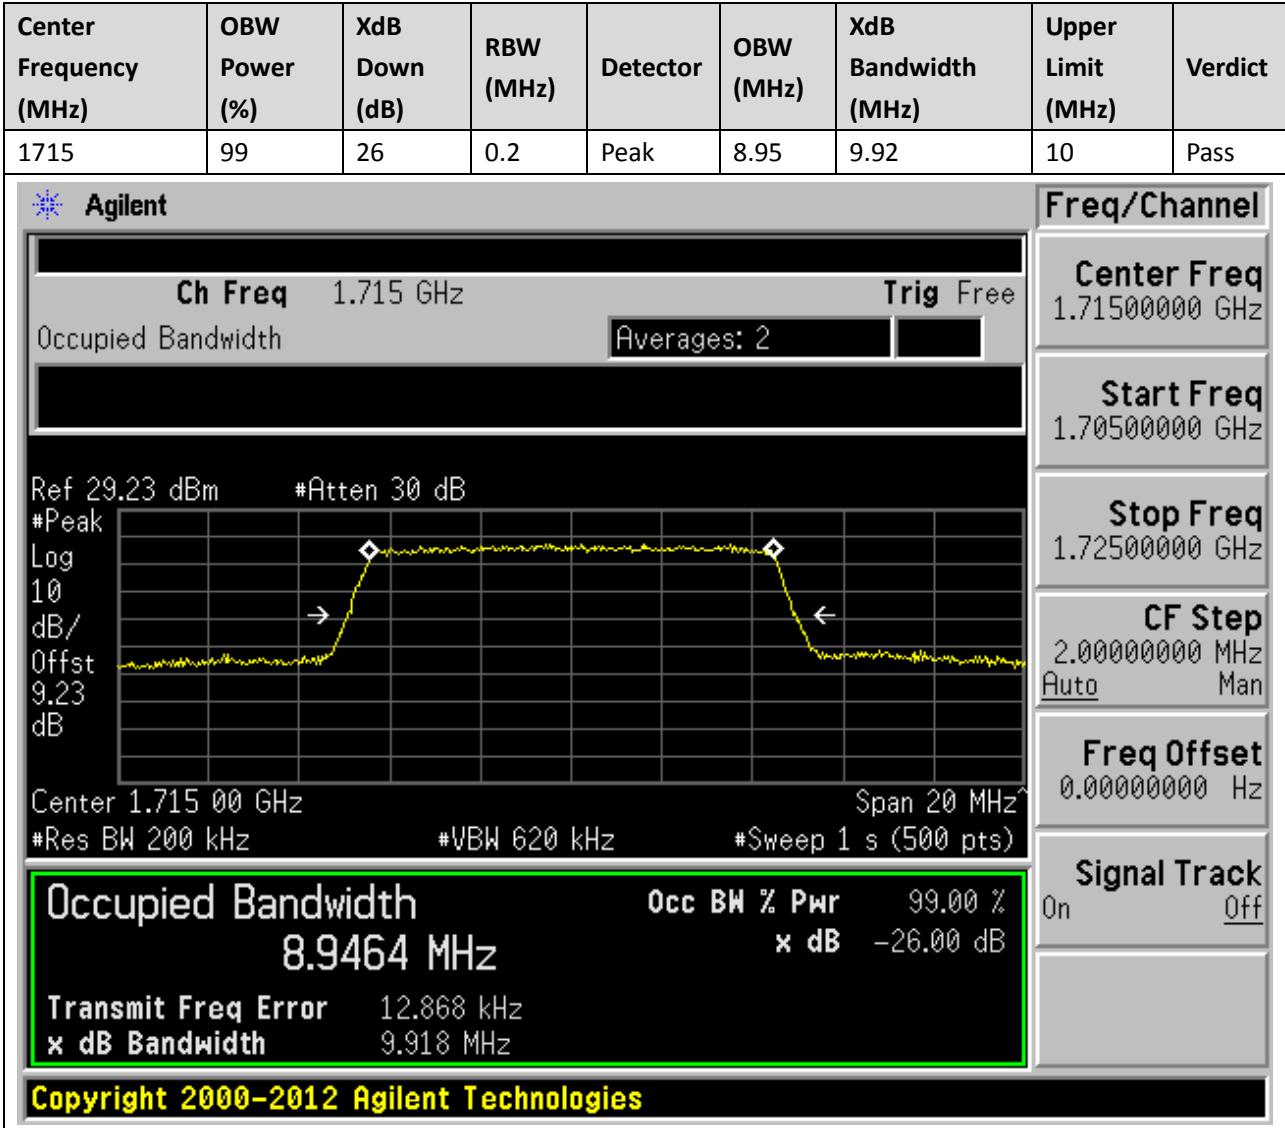 Center Frequency (MHz) OBW Power (%) XdB Down (dB) RBW (MHz) Detector OBW (MHz) XdB Bandwidth (MHz) Upper Limit (MHz) Verdict
1715 99 26 0.2 Peak 8.95 9.92 10 Pass
Agilent
Freq/Channel
Ch Freq 1.715 GHz Trig Free
Occupied Bandwidth Averages: 2
Center Freq
1.71500000 GHz
Start Freq
1.70500000 GHz
Stop Freq
1.72500000 GHz
CF Step
2.00000000 MHz
Auto Man
Freq Offset
0.00000000 Hz
Signal Track
On Off
Ref 29.23 dBm #Atten 30 dB
#Peak
Log
10
dB/
Offst
9.23
dB
Center 1.715 00 GHz Span 20 MHz^
#Res BW 200 kHz #VBW 620 kHz #Sweep 1 s (500 pts)
Occupied Bandwidth Occ BW % Pwr 99.00 %
8.9464 MHz x dB -26.00 dB
Transmit Freq Error 12.868 kHz
x dB Bandwidth 9.918 MHz
Copyright 2000-2012 Agilent Technologies